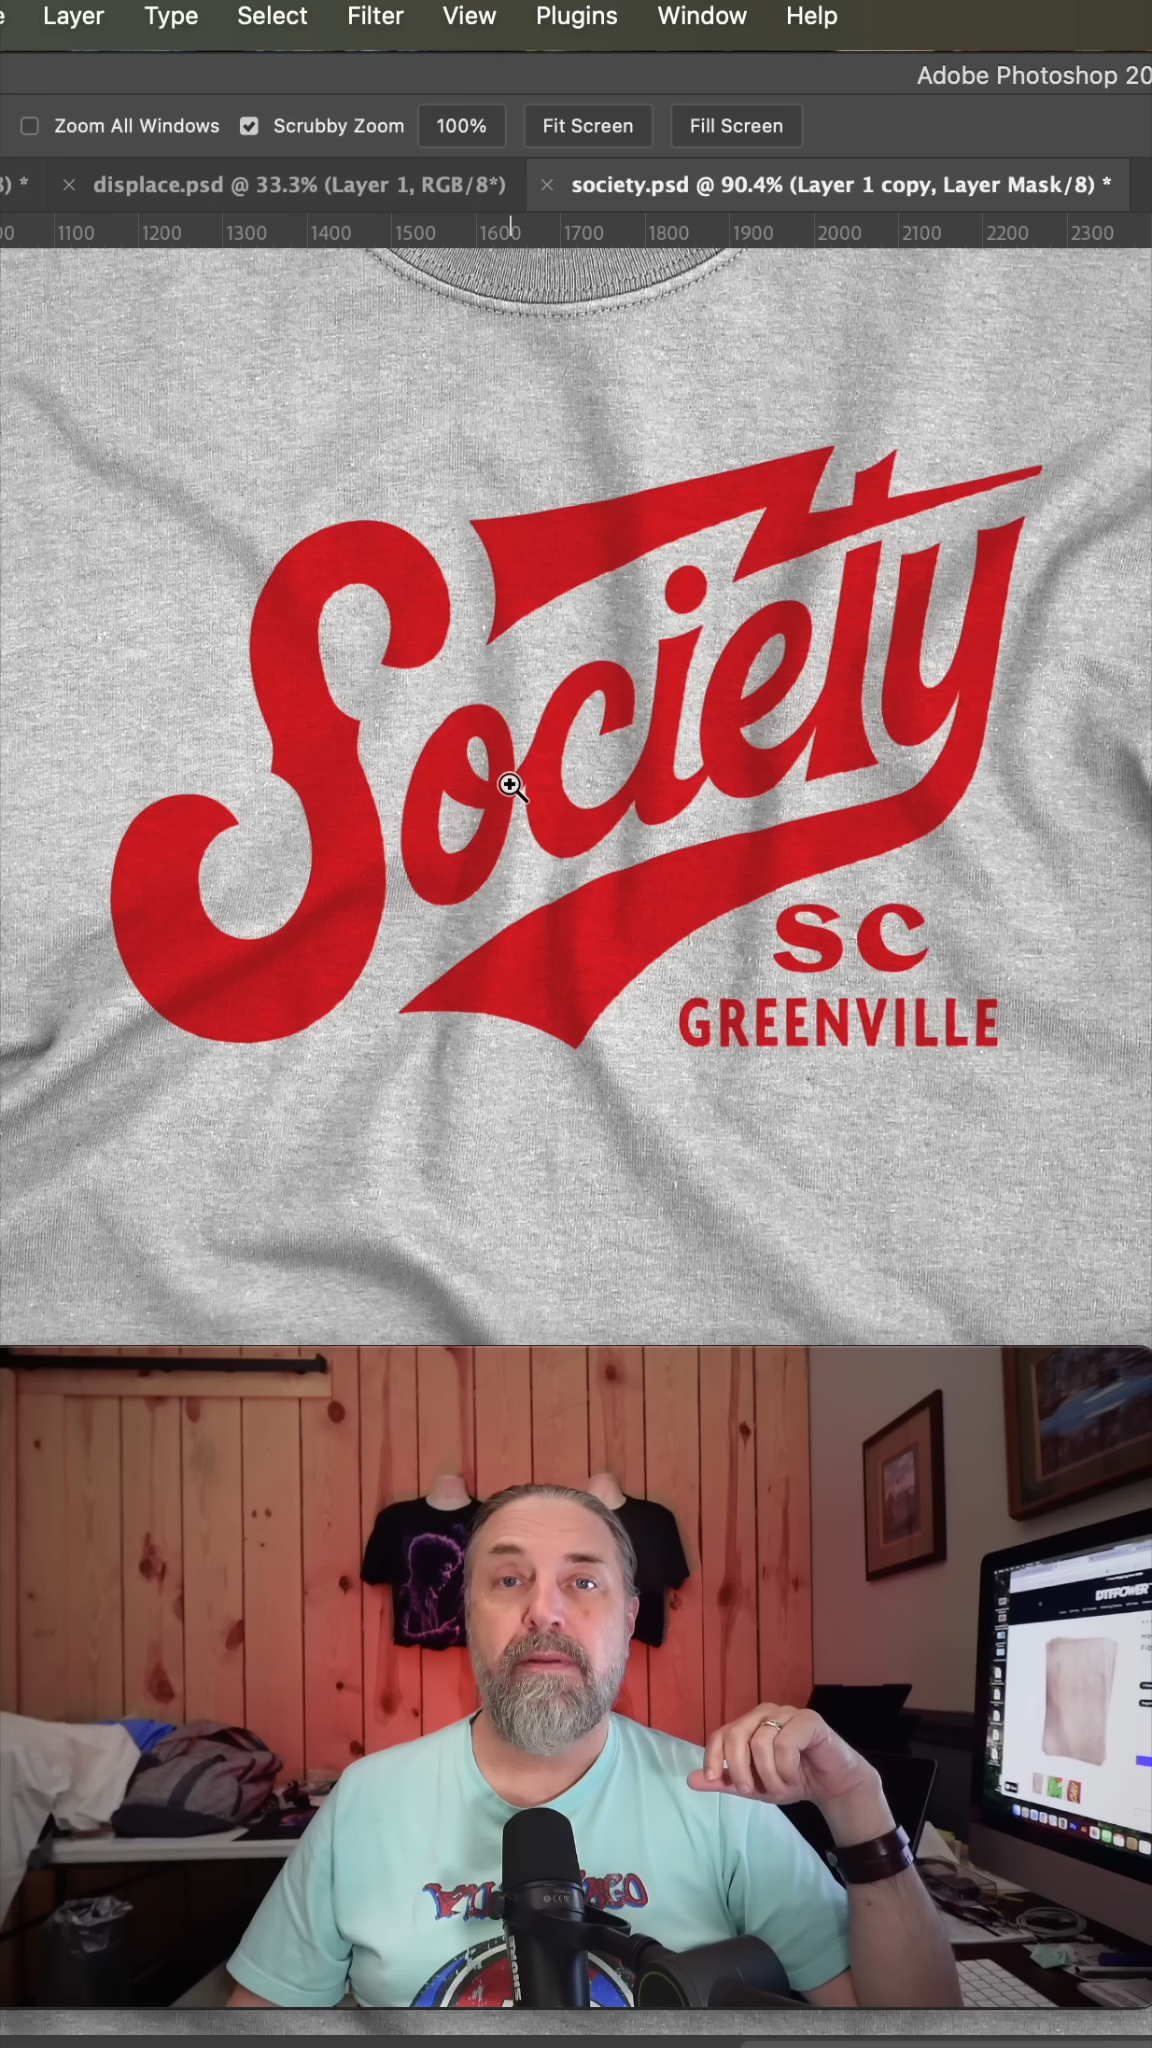 Layer Type Select Filter View Plugins Window Help
Adobe Photoshop 20
Zoom All Windows Scrubby Zoom 100% Fit Screen Fill Screen
) * × displace.psd @ 33.3% (Layer 1, RGB/8*) × society.psd @ 90.4% (Layer 1 copy, Layer Mask/8) *
00 1100 1200 1300 1400 1500 1600 1700 1800 1900 2000 2100 2200 2300
Society
SC
GREENVILLE
DTFPOWER